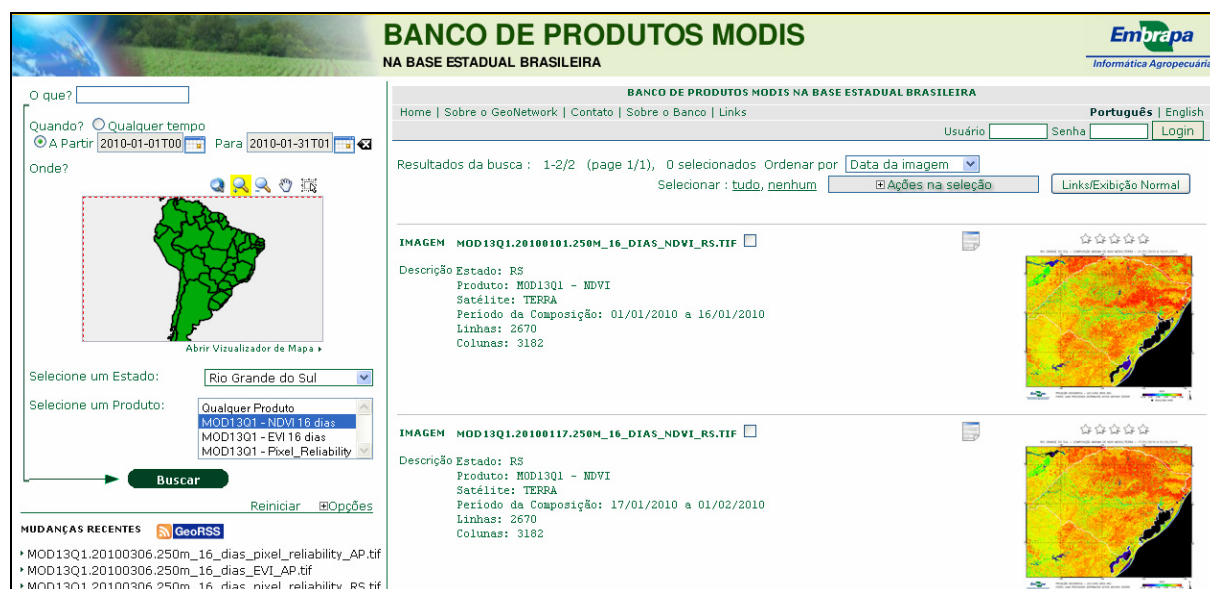 BANCO DE PRODUTOS MODIS
NA BASE ESTADUAL BRASILEIRA
Embrapa
Informática Agropecuária
O que?
Quando? Qualquer tempo
A Partir 2010-01-01T00 Para 2010-01-31T01
Onde?
Abrir Vizualizador de Mapa
Selecione um Estado: Rio Grande do Sul
Selecione um Produto: Qualquer Produto
MOD13Q1 - NDVI 16 dias
MOD13Q1 - EVI 16 dias
MOD13Q1 - Pixel_Reliability
Buscar
Reiniciar Opções
MUDANÇAS RECENTES GeoRSS
MOD13Q1.20100306.250m_16_dias_pixel_reliability_AP.tif
MOD13Q1.20100306.250m_16_dias_EVI_AP.tif
MOD13Q1.20100306.250m_16_dias_pixel_reliability_RS.tif
BANCO DE PRODUTOS MODIS NA BASE ESTADUAL BRASILEIRA
Home | Sobre o GeoNetwork | Contato | Sobre o Banco | Links Português | English
Usuário Senha Login
Resultados da busca : 1-2/2 (page 1/1), 0 selecionados Ordenar por Data da imagem
Selecionar : tudo, nenhum Ações na seleção Links/Exibição Normal
IMAGEM MOD13Q1.20100101.250M_16_DIAS_NDVI_RS.TIF
Descrição Estado: RS
Produto: MOD13Q1 - NDVI
Satélite: TERRA
Período da Composição: 01/01/2010 a 16/01/2010
Linhas: 2670
Colunas: 3182
IMAGEM MOD13Q1.20100117.250M_16_DIAS_NDVI_RS.TIF
Descrição Estado: RS
Produto: MOD13Q1 - NDVI
Satélite: TERRA
Período da Composição: 17/01/2010 a 01/02/2010
Linhas: 2670
Colunas: 3182